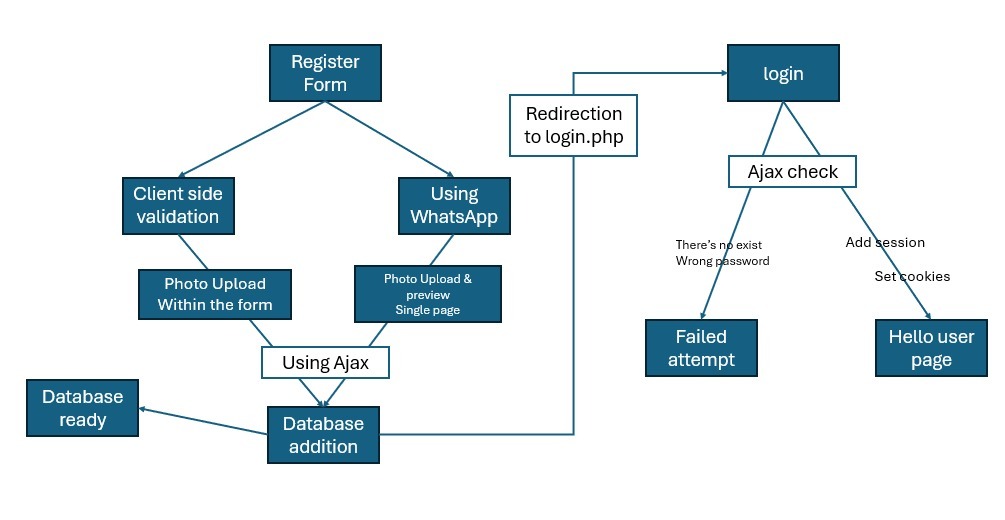 Register
Form
login
Redirection
to login.php
Ajax check
Client side
validation
Using
WhatsApp
There's no exist
Wrong password
Add session
Set cookies
Photo Upload
Within the form
Photo Upload &
preview
Single page
Failed
attempt
Hello user
page
Using Ajax
Database
ready
Database
addition